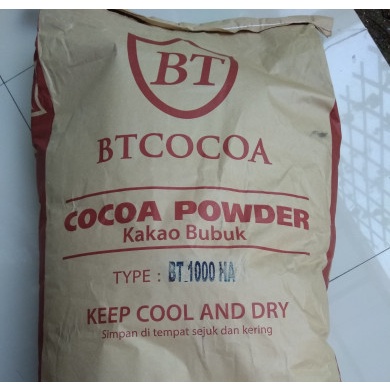 BT
BTCOCOA
COCOA POWDER
Kakao Bubuk
TYPE : BT 1000 NA
KEEP COOL AND DRY
Simpan di tempat sejuk dan kering